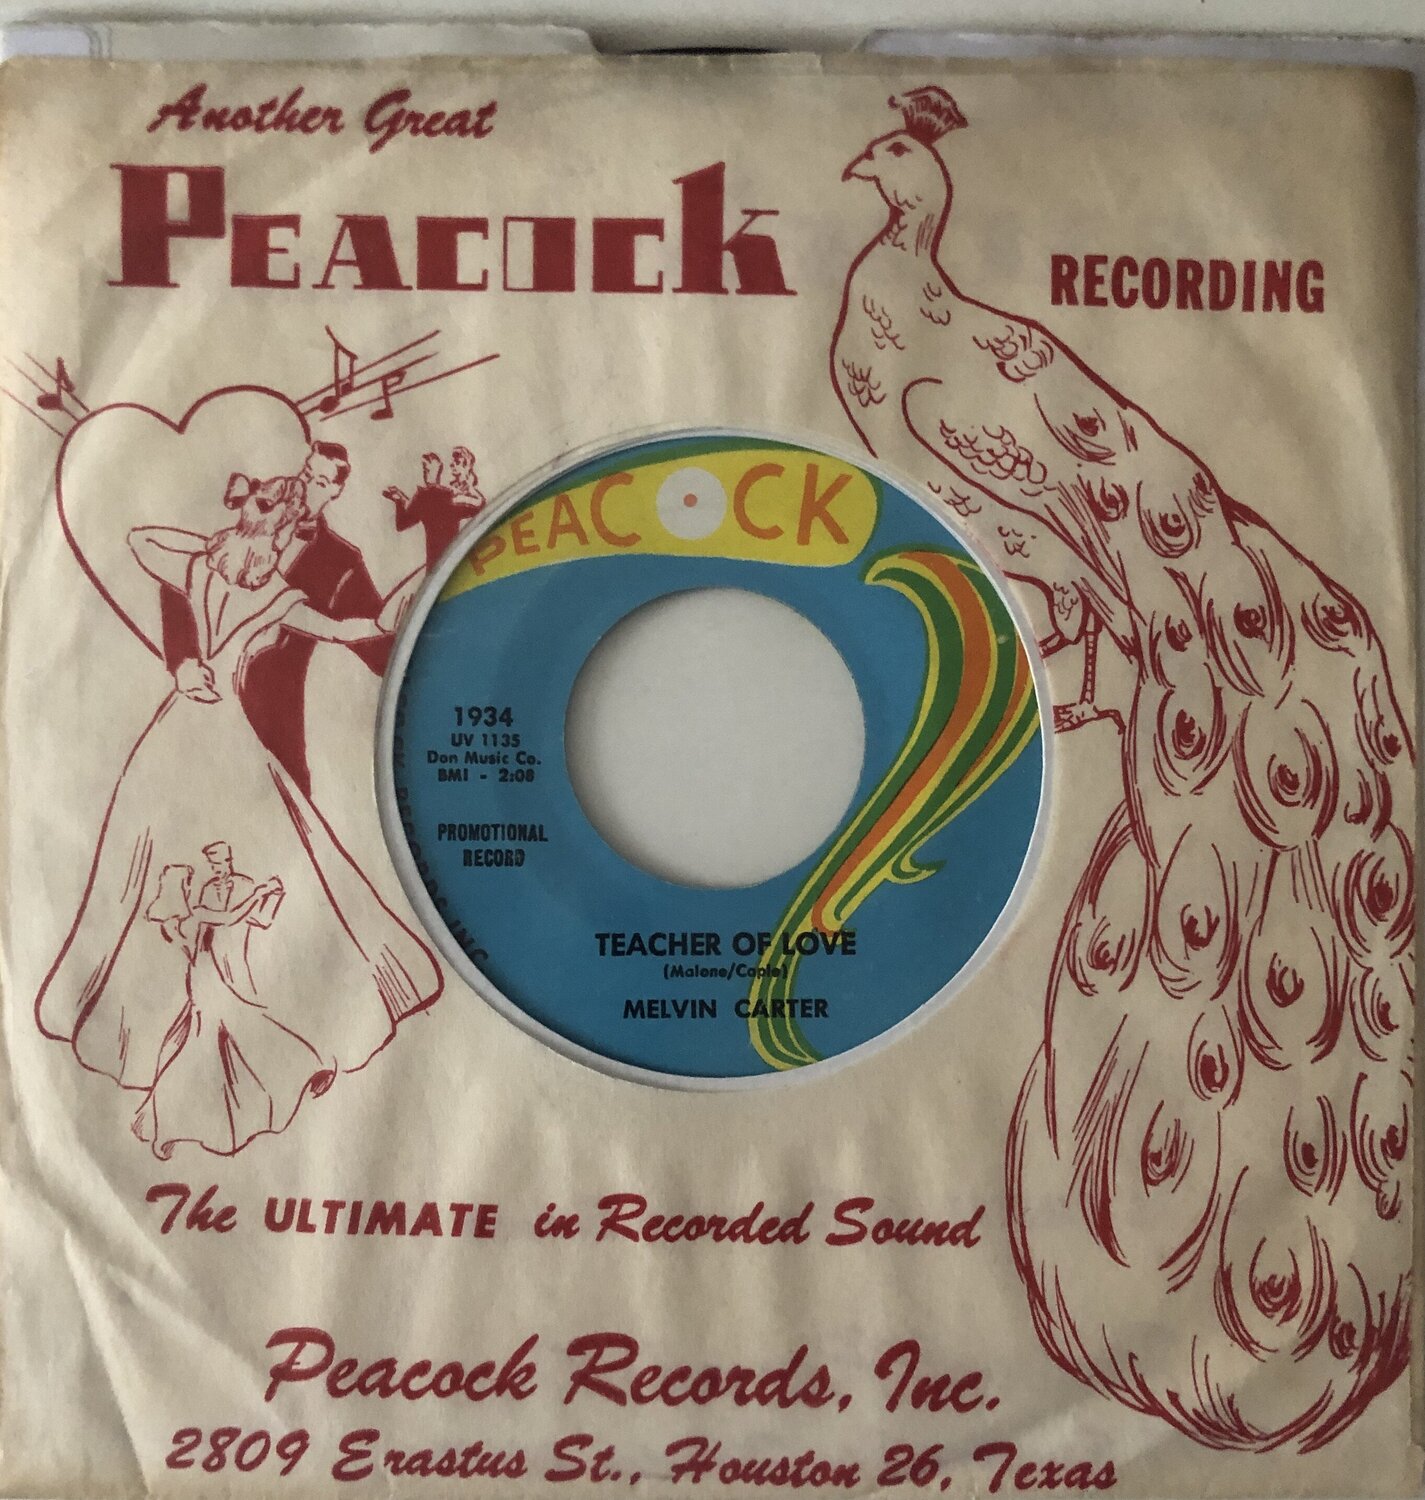 Another Great
PEACOCK
RECORDING
PEACOCK
1934
UV 1135
Don Music Co.
BMI - 2:08
PROMOTIONAL
RECORD
TEACHER OF LOVE
(Malone/Caple)
MELVIN CARTER
The ULTIMATE in Recorded Sound
Peacock Records, Inc.
2809 Erastus St., Houston 26, Texas